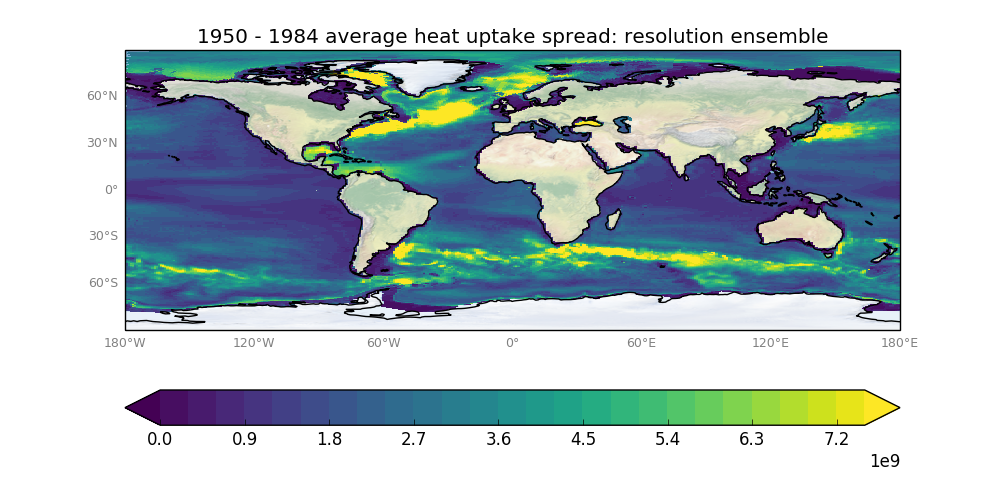 1950 - 1984 average heat uptake spread: resolution ensemble
60°N
30°N
0°
30°S
60°S
180°W 120°W 60°W 0° 60°E 120°E 180°E
0.0 0.9 1.8 2.7 3.6 4.5 5.4 6.3 7.2
1e9